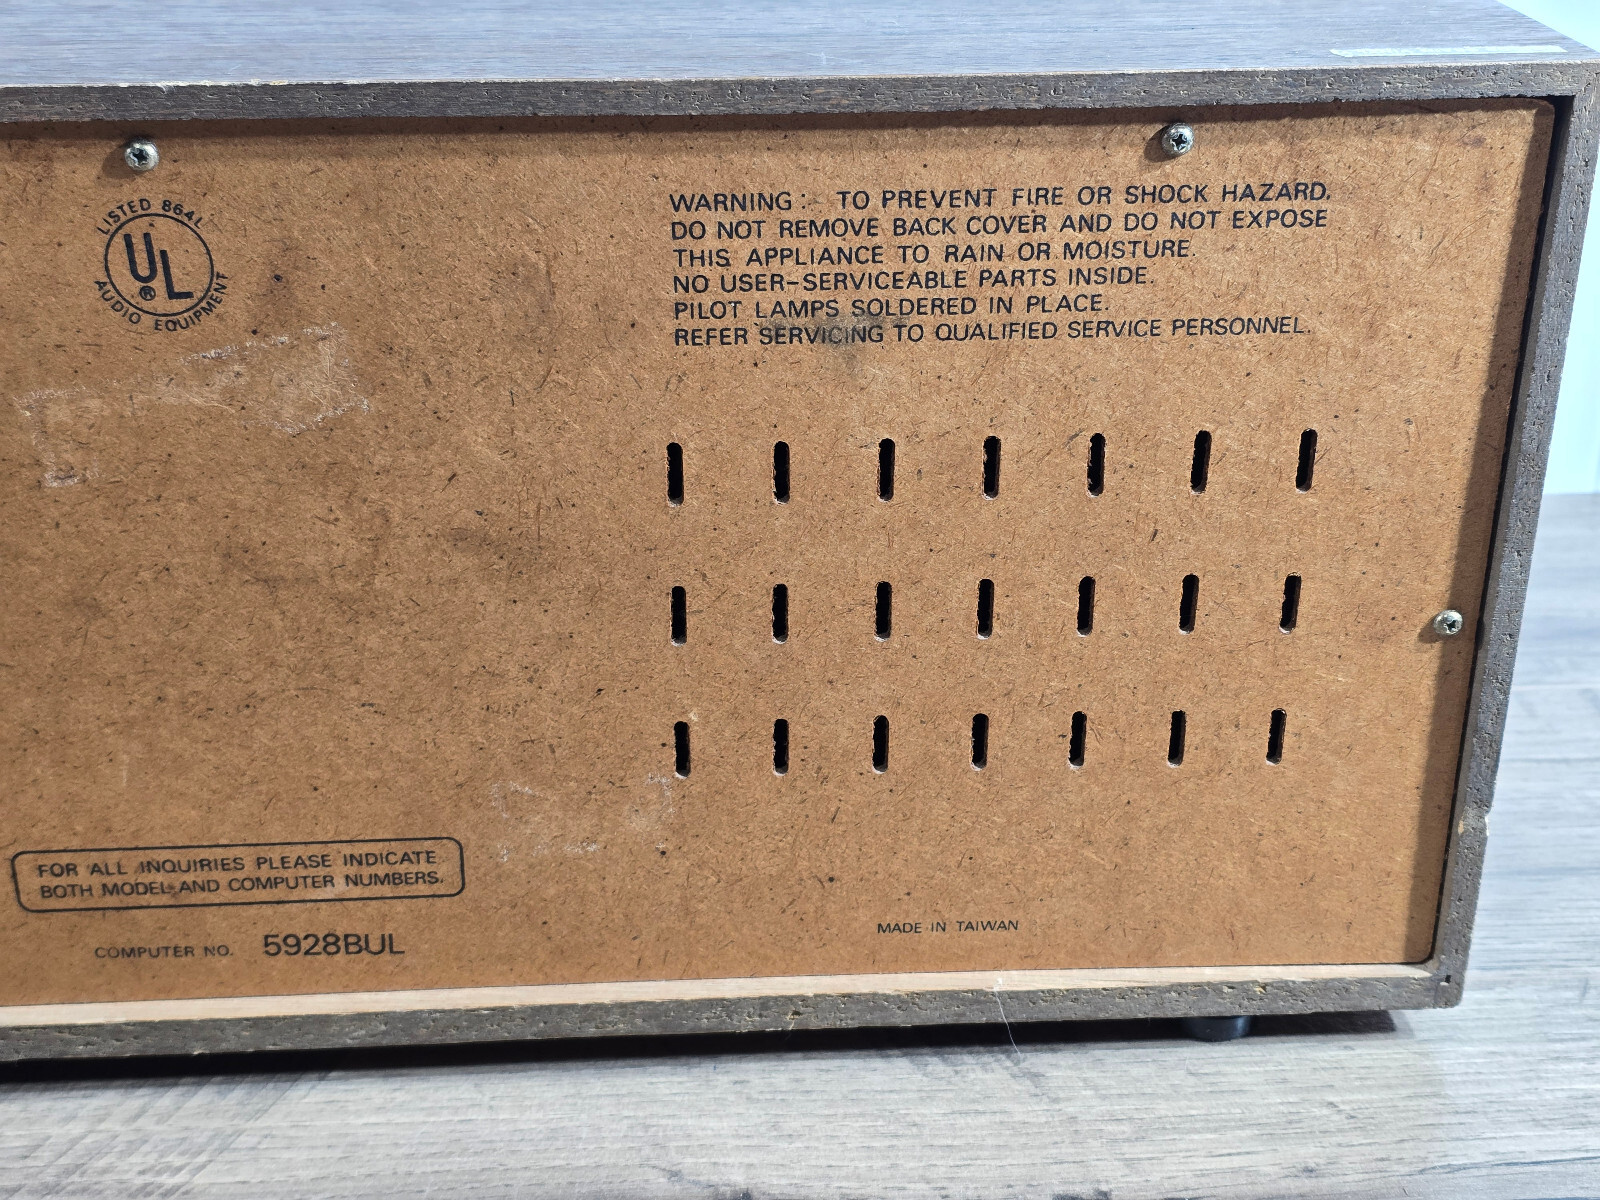 LISTED 864L
UL®
AUDIO EQUIPMENT
WARNING: TO PREVENT FIRE OR SHOCK HAZARD,
DO NOT REMOVE BACK COVER AND DO NOT EXPOSE
THIS APPLIANCE TO RAIN OR MOISTURE.
NO USER-SERVICEABLE PARTS INSIDE.
PILOT LAMPS SOLDERED IN PLACE.
REFER SERVICING TO QUALIFIED SERVICE PERSONNEL.
FOR ALL INQUIRIES PLEASE INDICATE
BOTH MODEL AND COMPUTER NUMBERS.
COMPUTER NO. 5928BUL
MADE IN TAIWAN